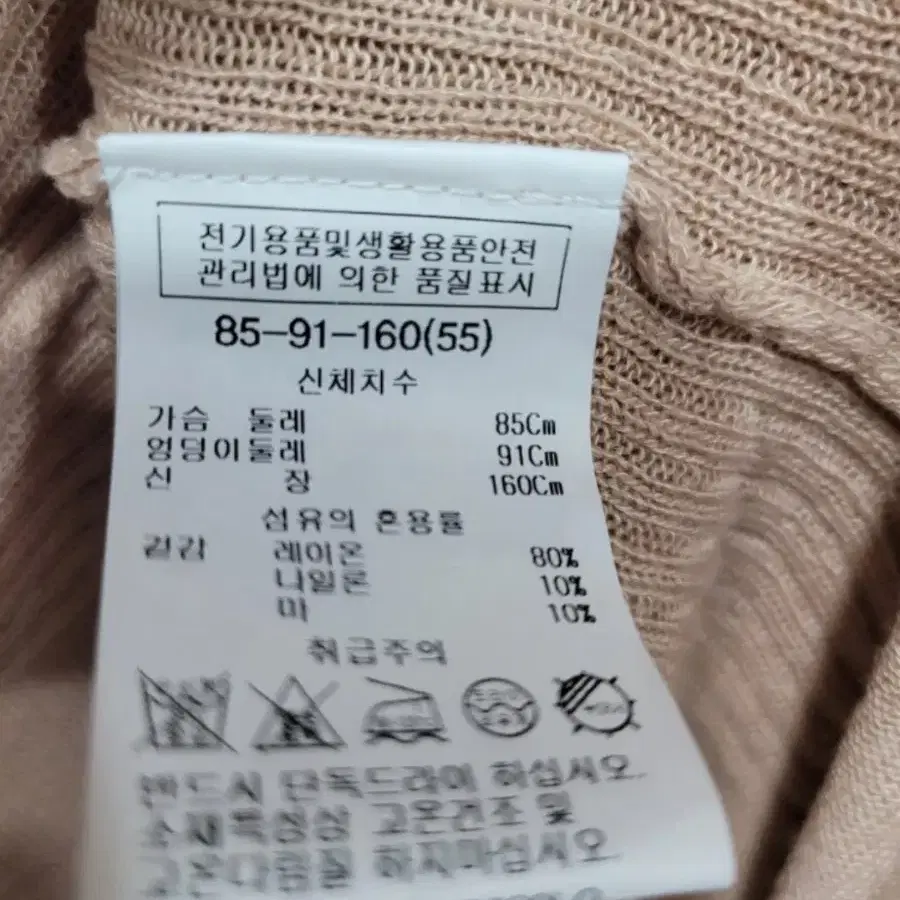 전기용품및생활용품안전
관리법에 의한 품질표시
85-91-160(55)
신체치수
가슴 둘레 85Cm
엉덩이둘레 91Cm
신 장 160Cm
섬유의 혼용률
겉감 레이온 80%
나일론 10%
마 10%
취급주의
반드시 단독드라이 하십시오.
소재특성상 고온건조 및
고온다림질 하지마십시오.